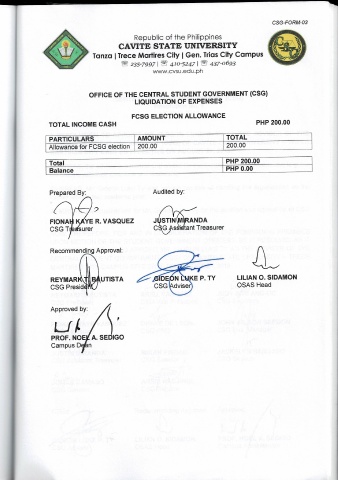 CSG-FORM-03
Republic of the Philippines
CAVITE STATE UNIVERSITY
Tanza | Trece Martires City | Gen. Trias City Campus
☏ 235-7997 | ☏ 410-5247 | ☏ 437-0693
www.cvsu.edu.ph
OFFICE OF THE CENTRAL STUDENT GOVERNMENT (CSG)
LIQUIDATION OF EXPENSES
FCSG ELECTION ALLOWANCE
TOTAL INCOME CASH PHP 200.00
PARTICULARS AMOUNT TOTAL
Allowance for FCSG election 200.00 200.00
Total PHP 200.00
Balance PHP 0.00
Prepared By: Audited by:
FIONAH KAYE R. VASQUEZ JUSTIN MIRANDA
CSG Treasurer CSG Assistant Treasurer
Recommending Approval:
REYMARK T. BAUTISTA GIDEON LUKE P. TY LILIAN O. SIDAMON
CSG President CSG Adviser OSAS Head
Approved by:
PROF. NOEL A. SEDIGO
Campus Dean